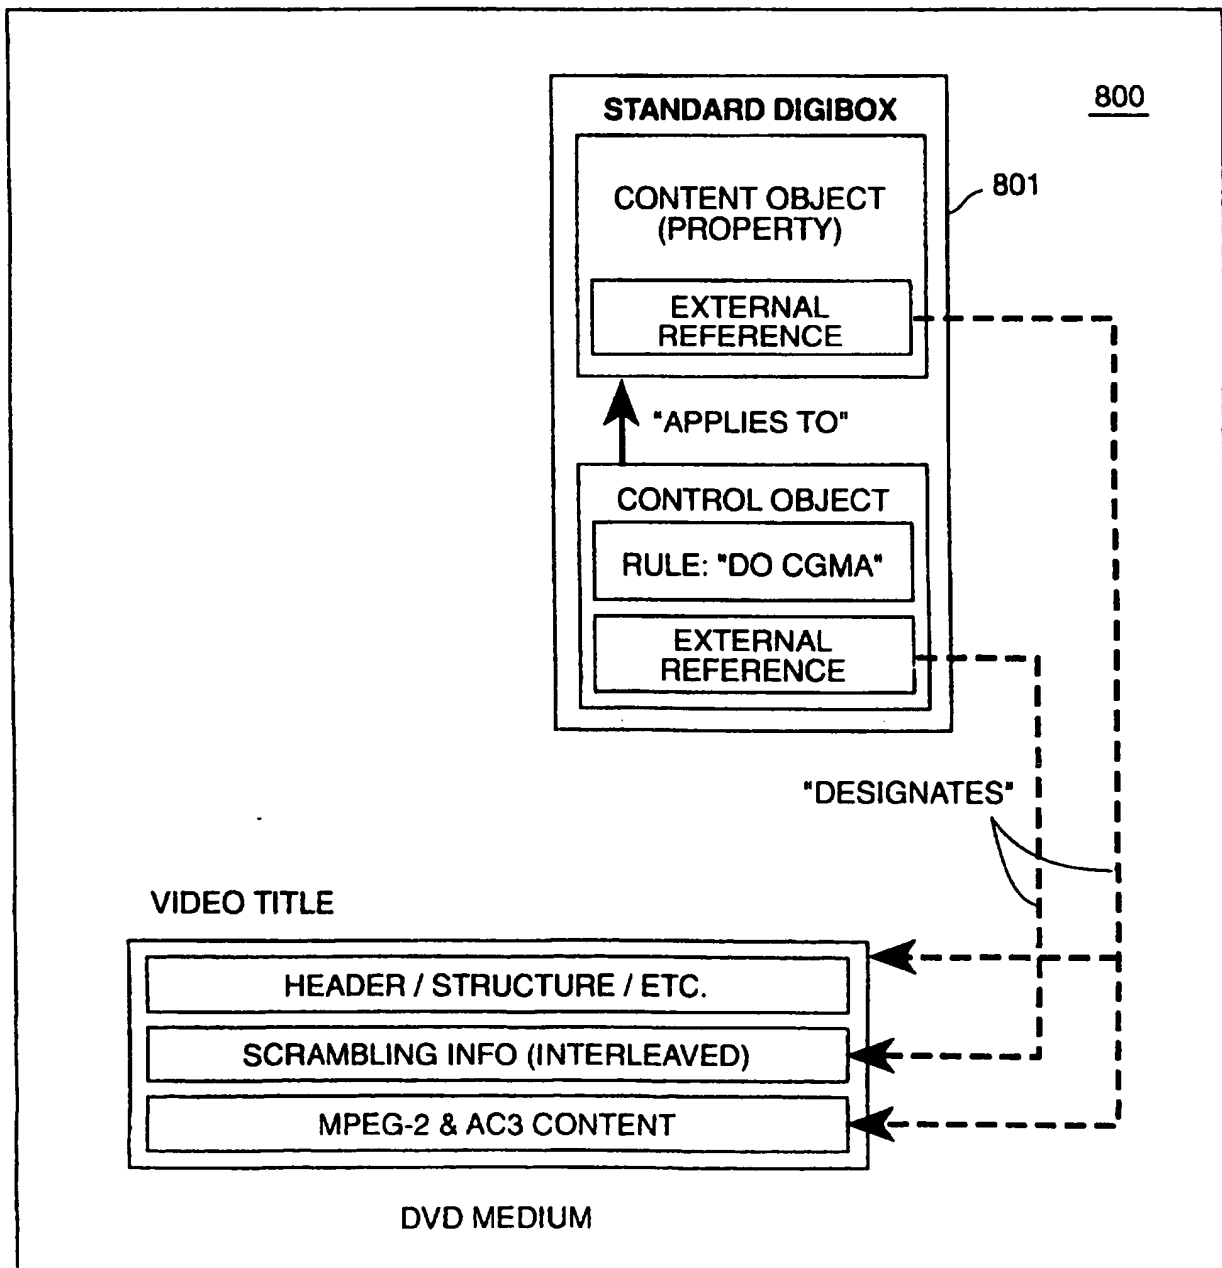 800
STANDARD DIGIBOX
801
CONTENT OBJECT
(PROPERTY)
EXTERNAL
REFERENCE
"APPLIES TO"
CONTROL OBJECT
RULE: "DO CGMA"
EXTERNAL
REFERENCE
"DESIGNATES"
VIDEO TITLE
HEADER / STRUCTURE / ETC.
SCRAMBLING INFO (INTERLEAVED)
MPEG-2 & AC3 CONTENT
DVD MEDIUM